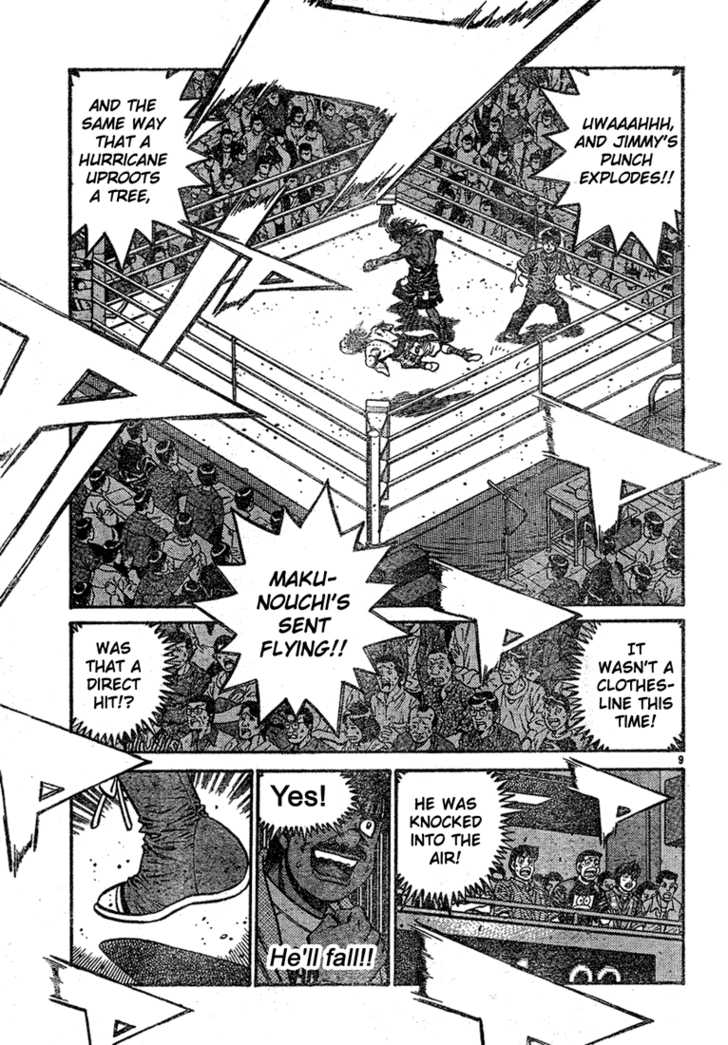 UWAAAHHH,
AND JIMMY'S
PUNCH
EXPLODES!!
AND THE
SAME WAY
THAT A
HURRICANE
UPROOTS
A TREE,
MAKU-
NOUCHI'S
SENT
FLYING!!
IT
WASN'T A
CLOTHES-
LINE THIS
TIME!
WAS
THAT A
DIRECT
HIT!?
9
HE WAS
KNOCKED
INTO THE
AIR!
Yes!
He'll fall!!